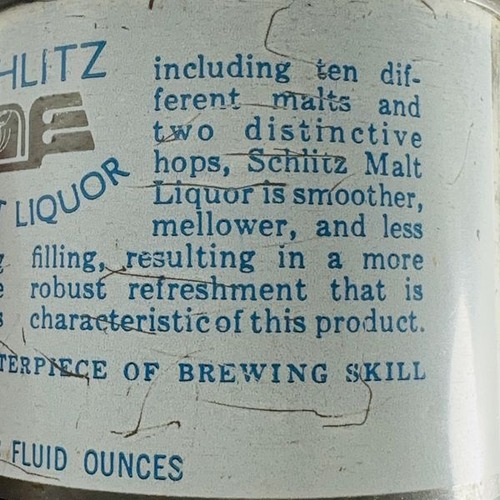 HLITZ
including ten dif-
ferent malts and
two distinctive
hops, Schlitz Malt
LIQUOR
Liquor is smoother,
mellower, and less
filling, resulting in a more
robust refreshment that is
characteristic of this product.
TERPIECE OF BREWING SKILL
FLUID OUNCES